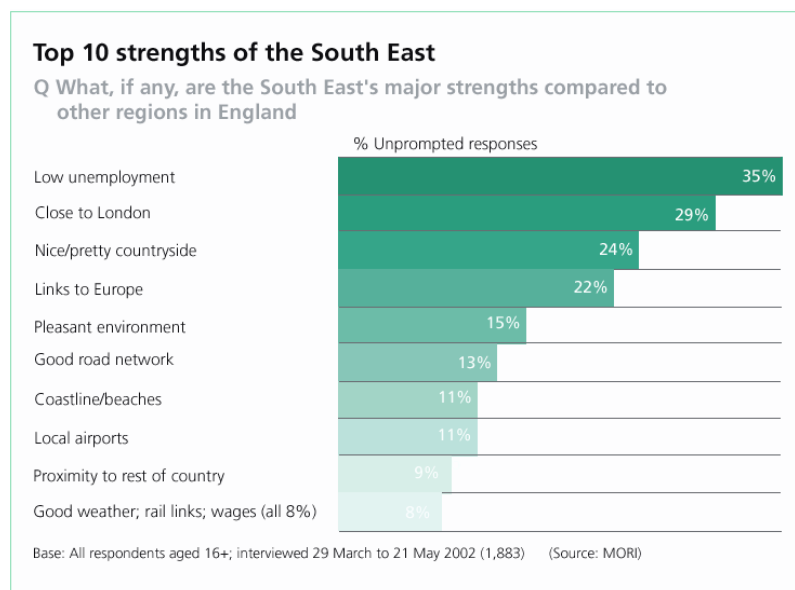 Top 10 strengths of the South East
Q What, if any, are the South East's major strengths compared to
other regions in England
% Unprompted responses
Low unemployment 35%
Close to London 29%
Nice/pretty countryside 24%
Links to Europe 22%
Pleasant environment 15%
Good road network 13%
Coastline/beaches 11%
Local airports 11%
Proximity to rest of country 9%
Good weather; rail links; wages (all 8%) 8%
Base: All respondents aged 16+; interviewed 29 March to 21 May 2002 (1,883) (Source: MORI)